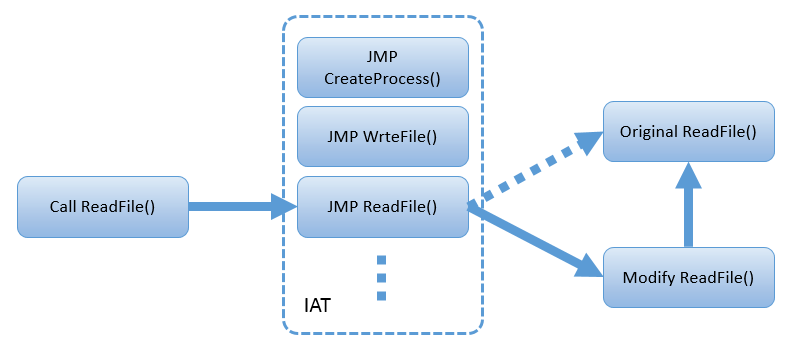 JMP
CreateProcess()
JMP WrteFile()
Original ReadFile()
Call ReadFile()
JMP ReadFile()
Modify ReadFile()
IAT